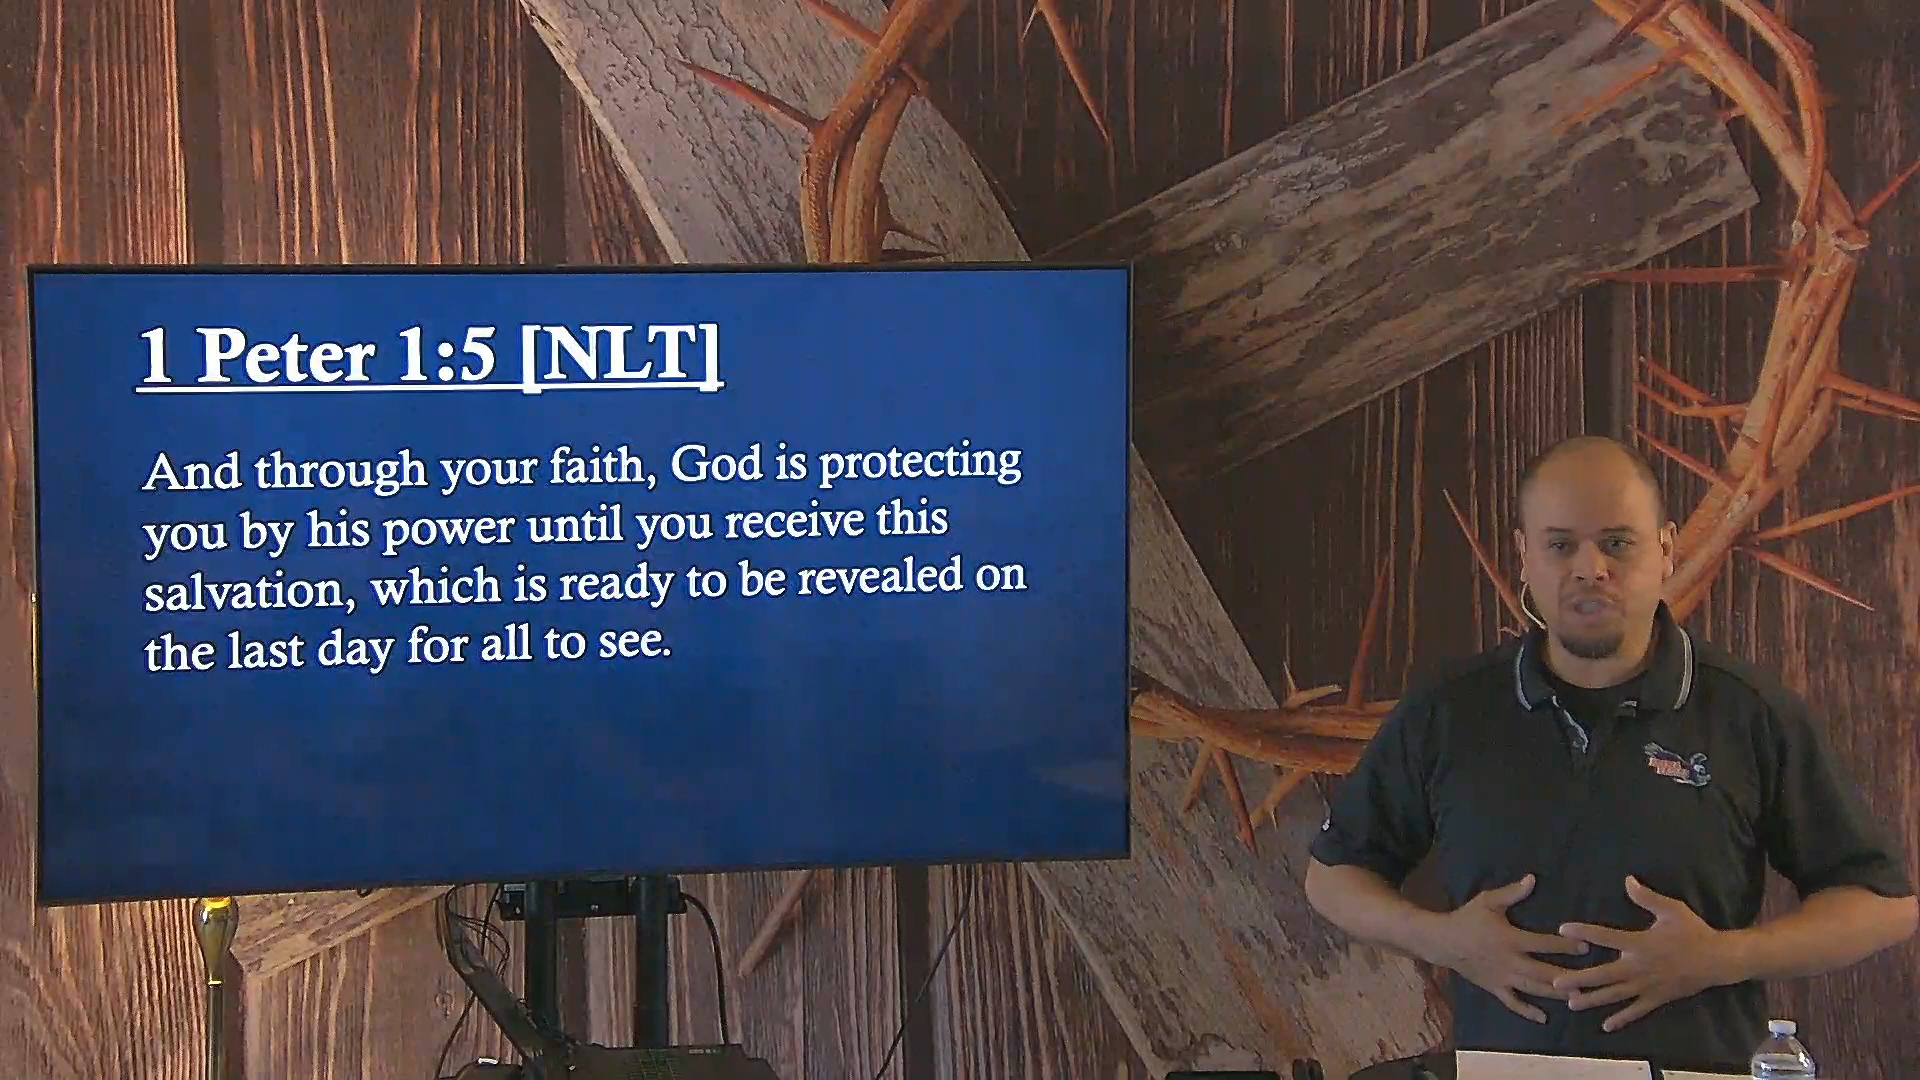 1 Peter 1:5 [NLT]
And through your faith, God is protecting
you by his power until you receive this
salvation, which is ready to be revealed on
the last day for all to see.